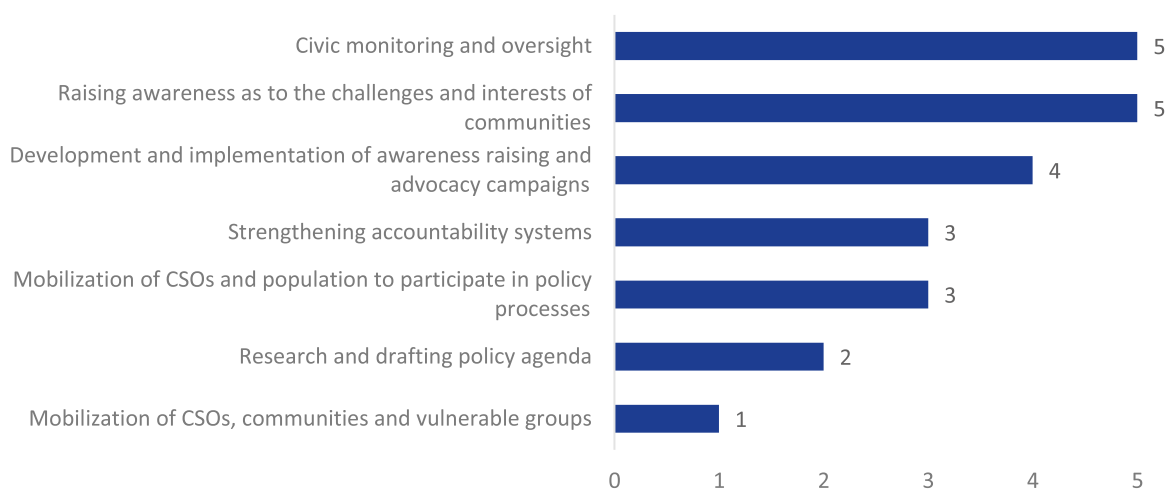 Civic monitoring and oversight
5
Raising awareness as to the challenges and interests of
communities
5
Development and implementation of awareness raising and
advocacy campaigns
4
Strengthening accountability systems
3
Mobilization of CSOs and population to participate in policy
processes
3
Research and drafting policy agenda
2
Mobilization of CSOs, communities and vulnerable groups
1
0 1 2 3 4 5